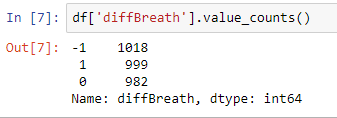 In [7]: df['diffBreath'].value_counts()
Out[7]: -1    1018
 1     999
 0     982
Name: diffBreath, dtype: int64